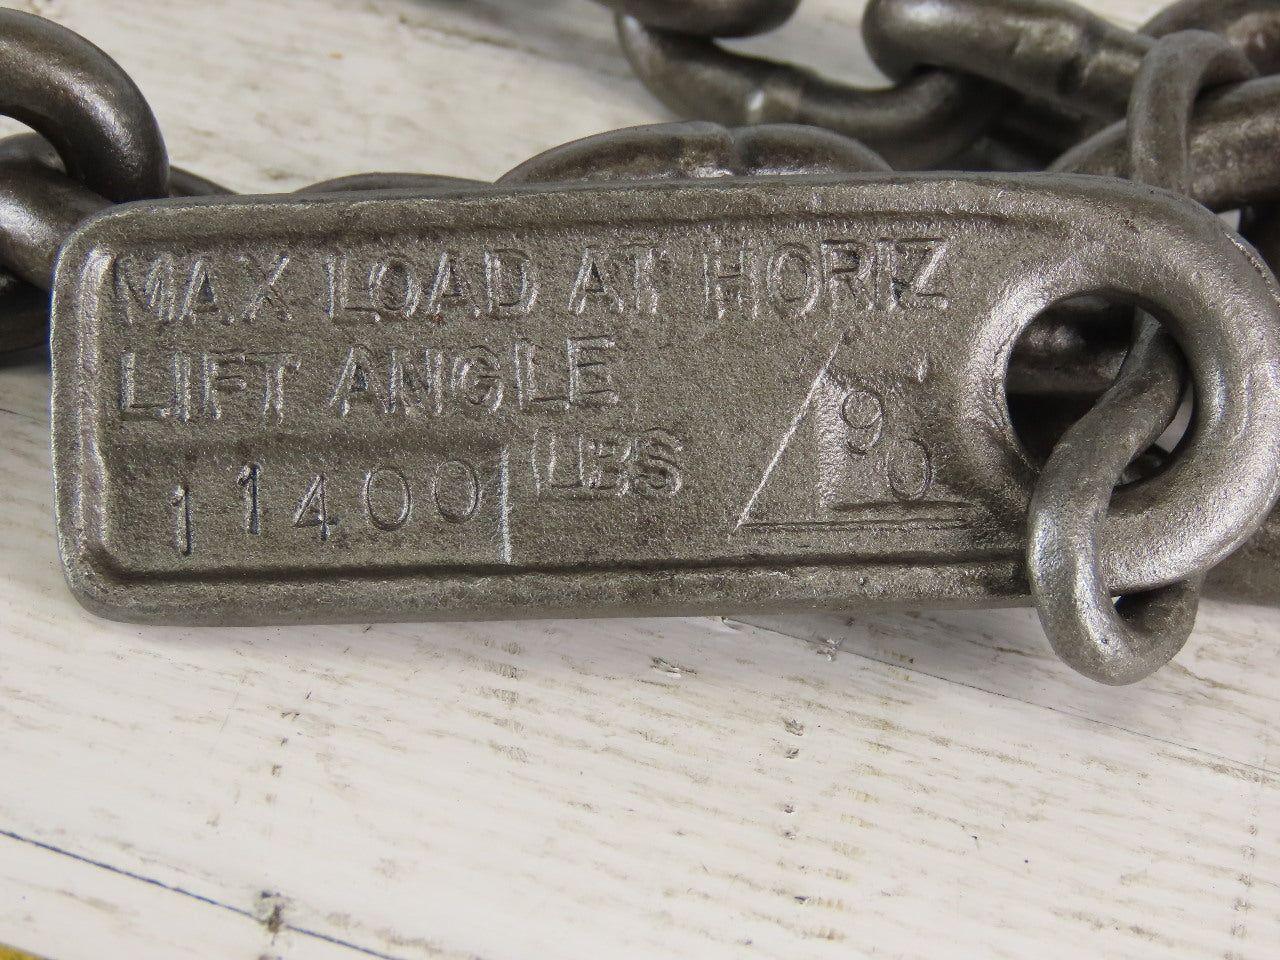 MAX LOAD AT HORIZ
LIFT ANGLE
11400 LBS 90